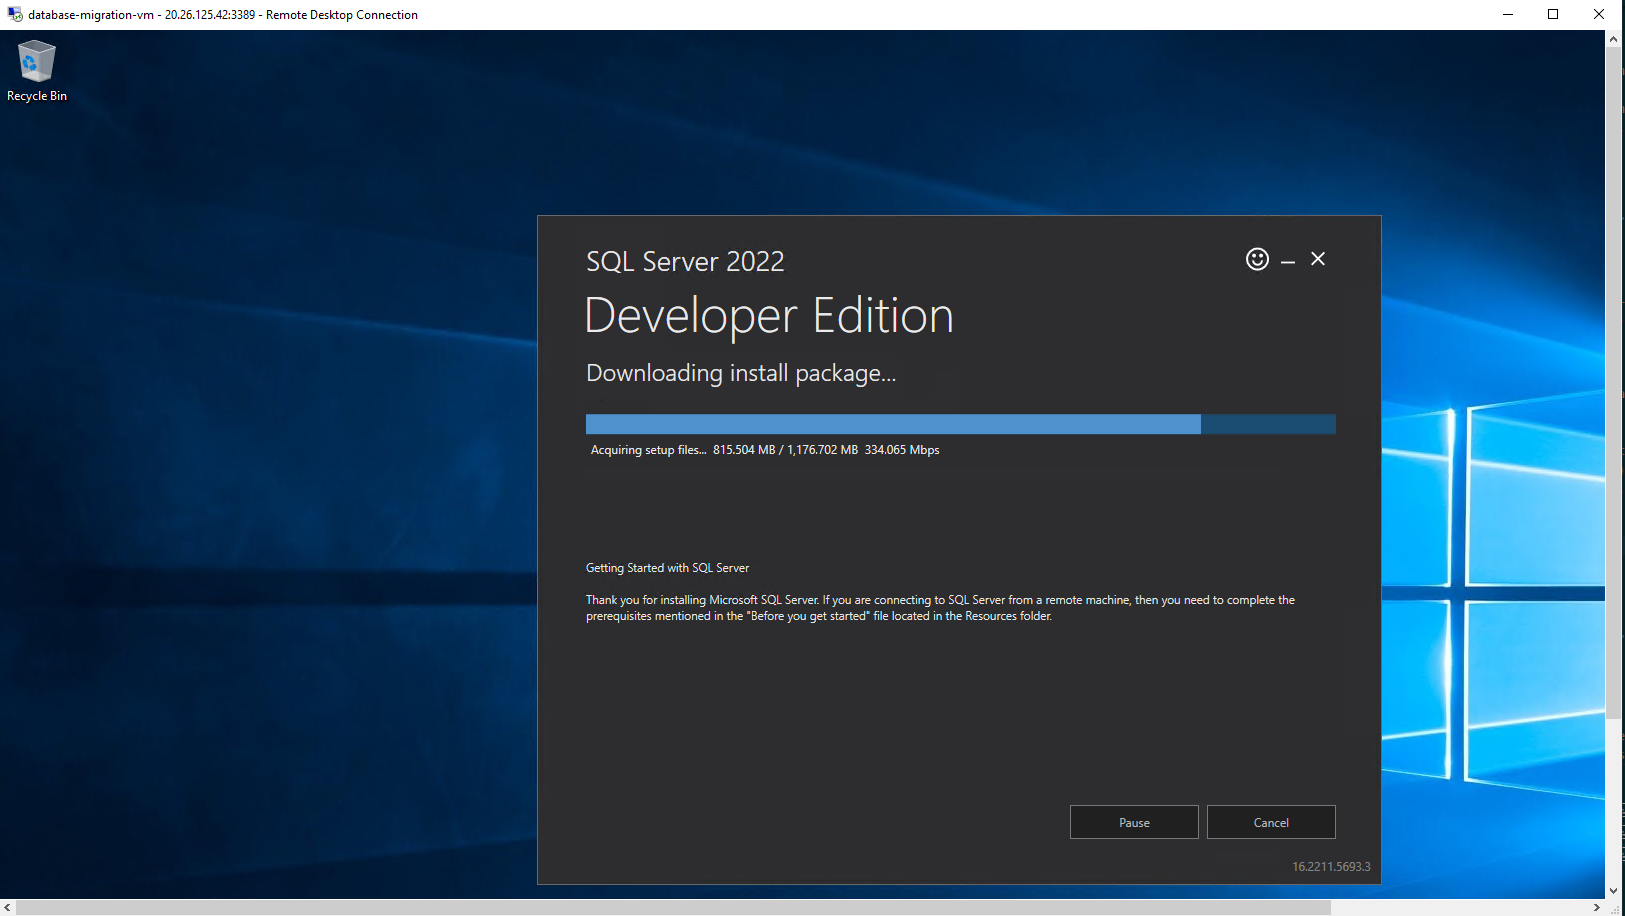 database-migration-vm - 20.26.125.42:3389 - Remote Desktop Connection
Recycle Bin
SQL Server 2022
Developer Edition
Downloading install package...
Acquiring setup files... 815.504 MB / 1,176.702 MB 334.065 Mbps
Getting Started with SQL Server
Thank you for installing Microsoft SQL Server. If you are connecting to SQL Server from a remote machine, then you need to complete the
prerequisites mentioned in the "Before you get started" file located in the Resources folder.
Pause
Cancel
16.2211.5693.3